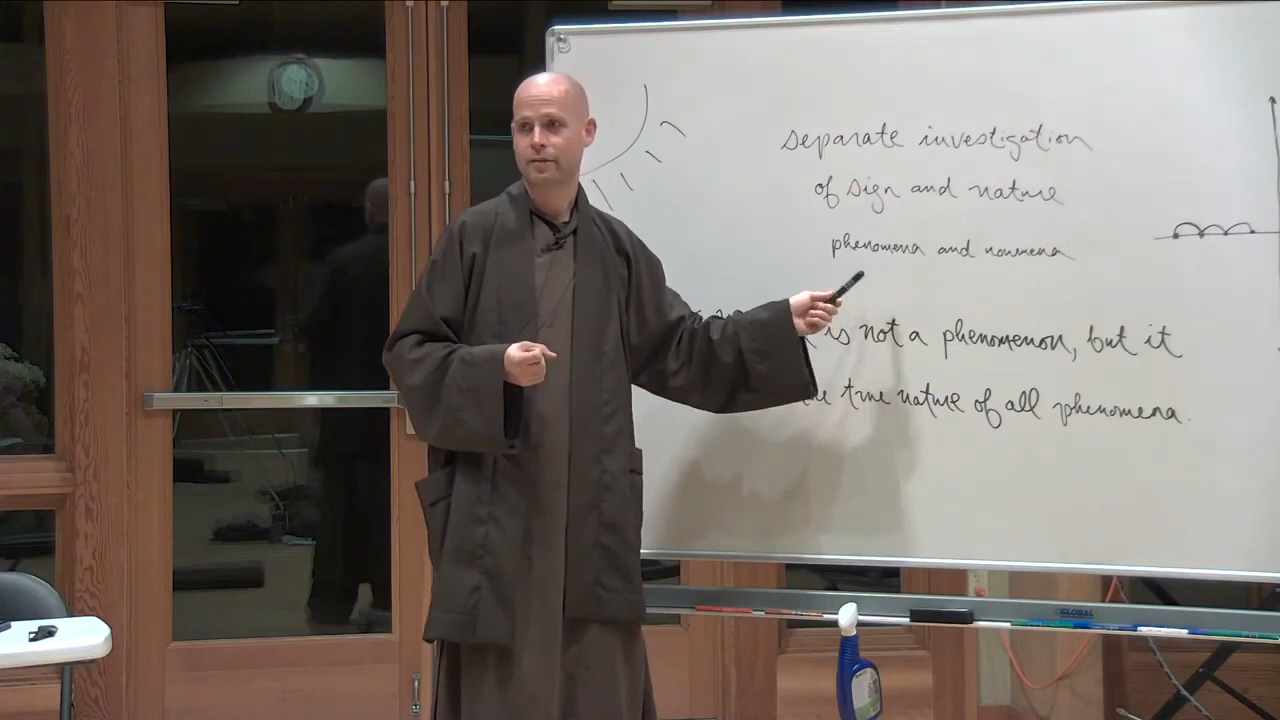 separate investigation
of sign and nature
phenomena and noumena
is not a phenomenon, but it
true nature of all phenomena.
GLOBAL